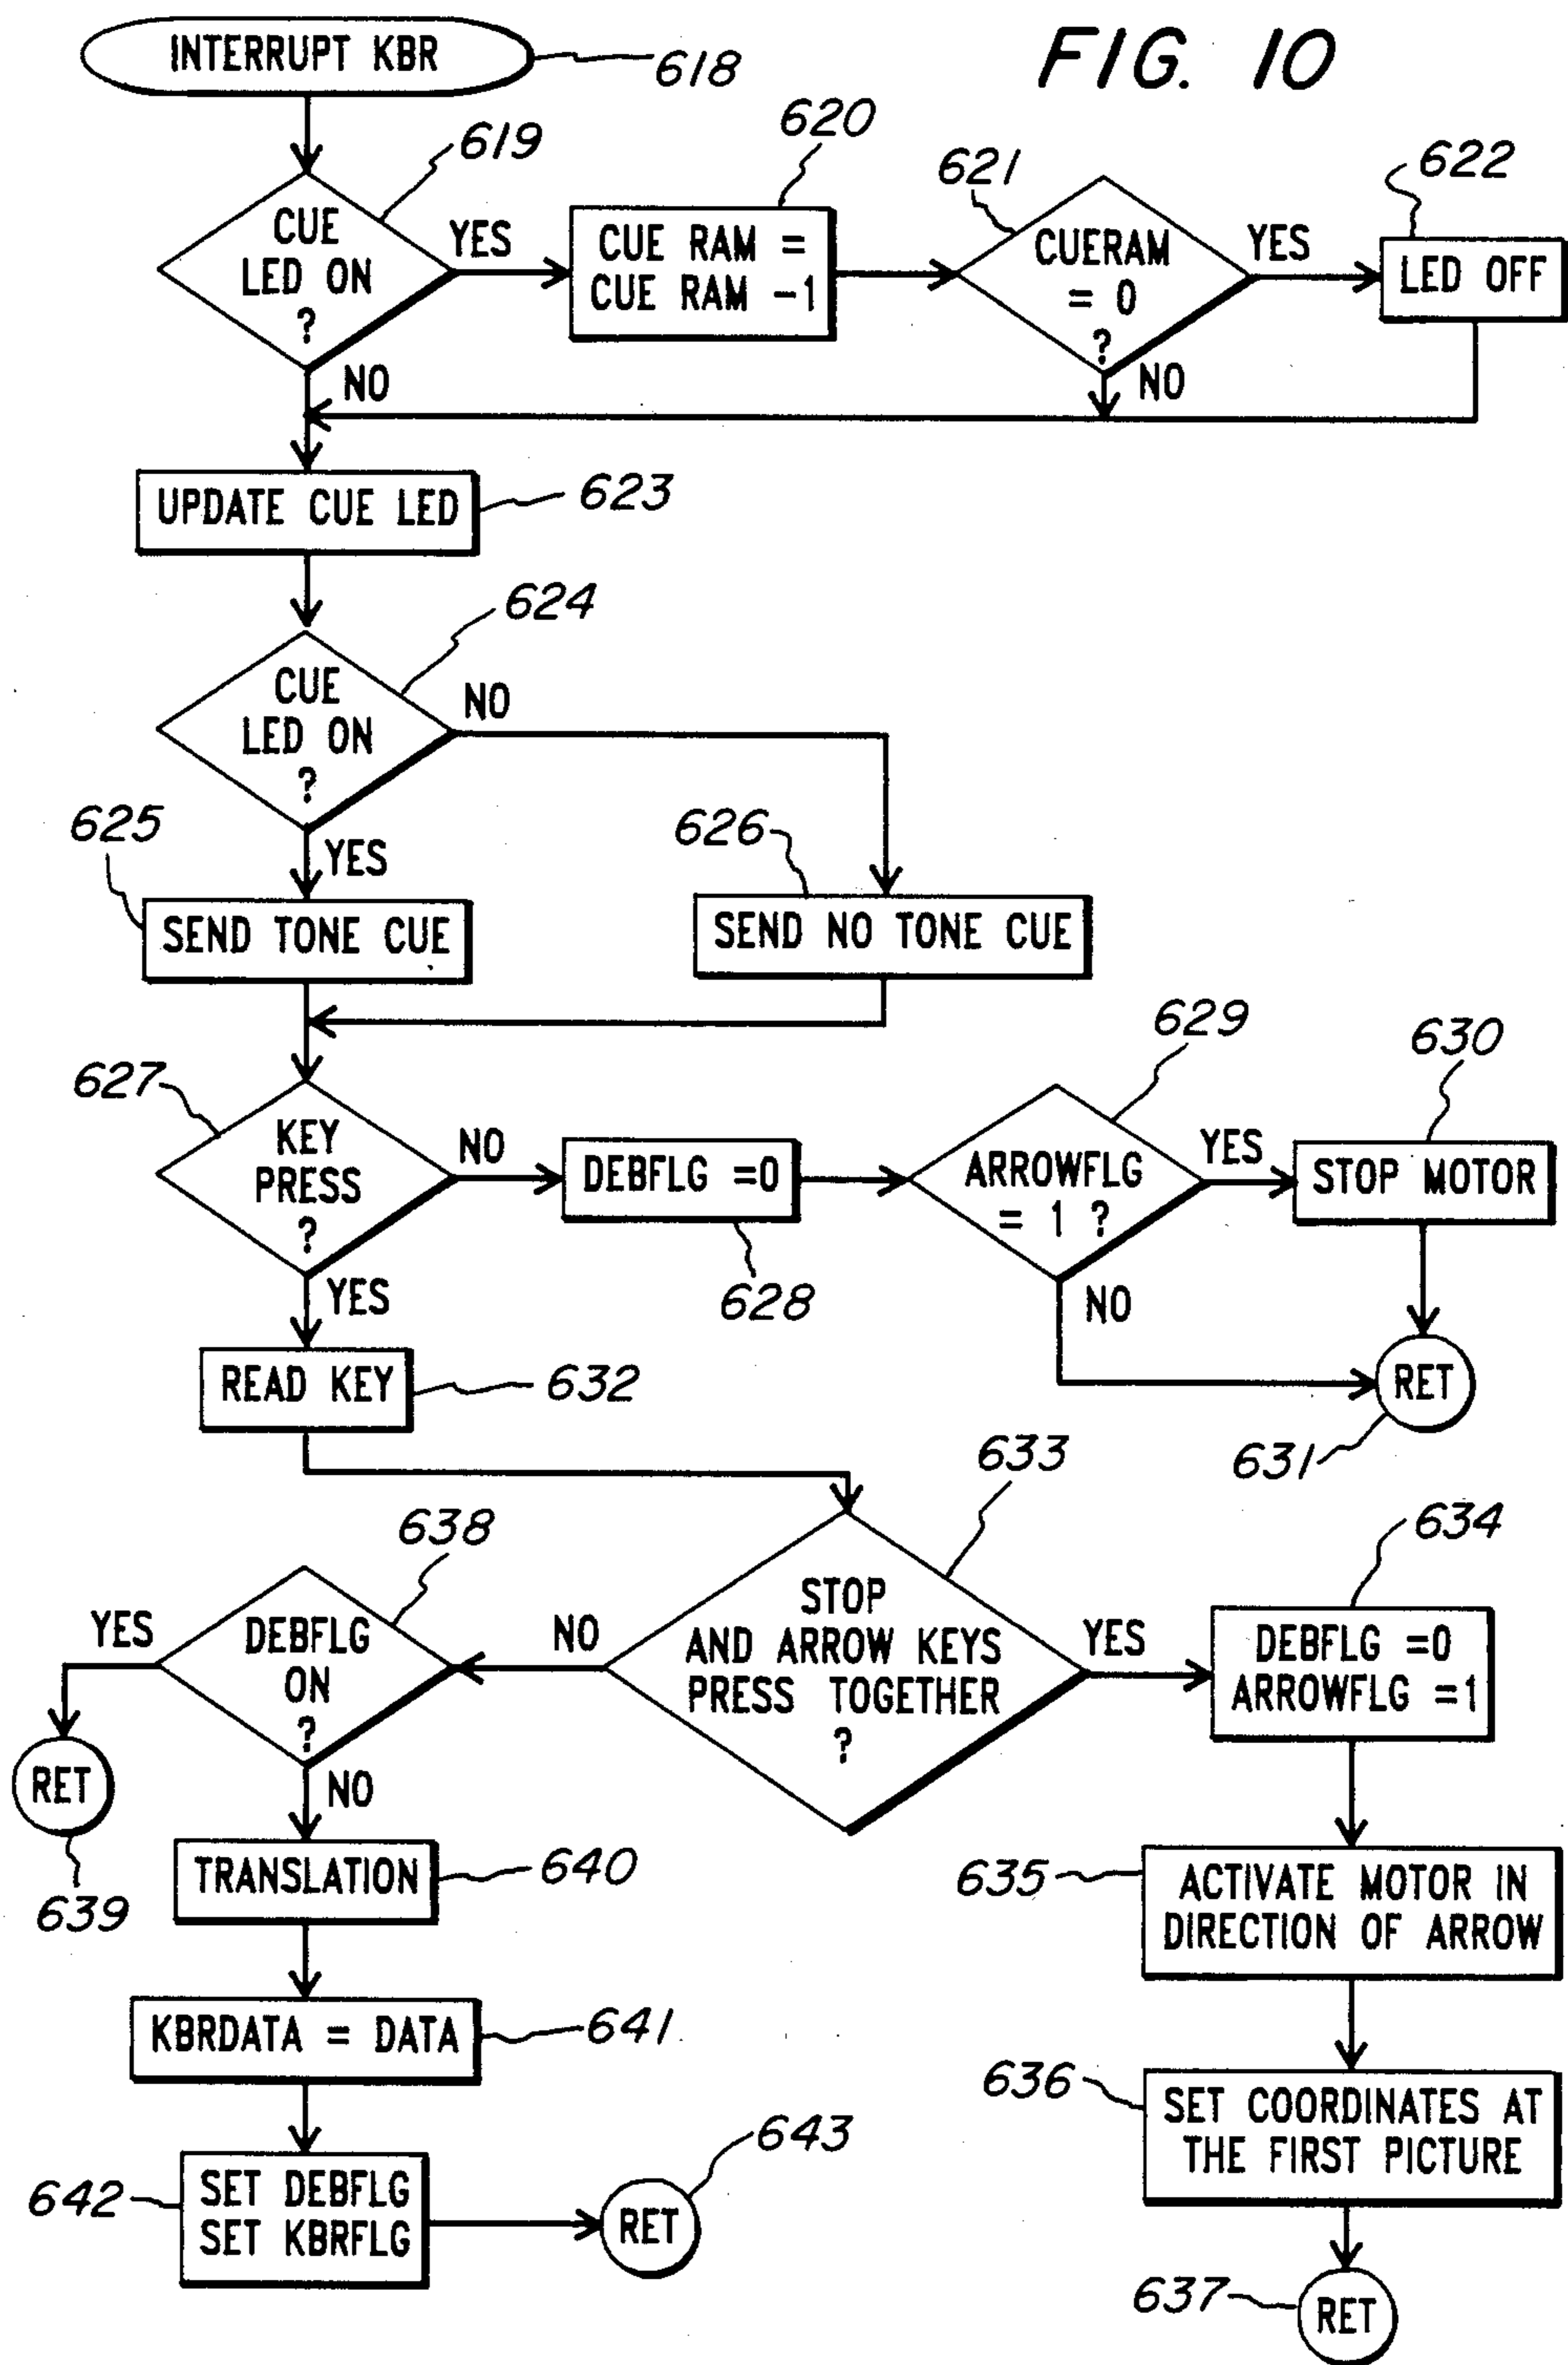 INTERRUPT KBR
618
FIG. 10
619
CUE
LED ON
?
YES
NO
620
CUE RAM =
CUE RAM -1
621
CUERAM
= 0
?
YES
NO
622
LED OFF
UPDATE CUE LED
623
624
CUE
LED ON
?
NO
YES
625
SEND TONE CUE
626
SEND NO TONE CUE
627
KEY
PRESS
?
NO
YES
DEBFLG =0
628
629
ARROWFLG
= 1 ?
YES
NO
630
STOP MOTOR
RET
631
READ KEY
632
633
STOP
AND ARROW KEYS
PRESS TOGETHER
?
NO
YES
634
DEBFLG =0
ARROWFLG =1
635
ACTIVATE MOTOR IN
DIRECTION OF ARROW
636
SET COORDINATES AT
THE FIRST PICTURE
637
RET
638
DEBFLG
ON
?
YES
NO
RET
639
TRANSLATION
640
KBRDATA = DATA
641
642
SET DEBFLG
SET KBRFLG
RET
643